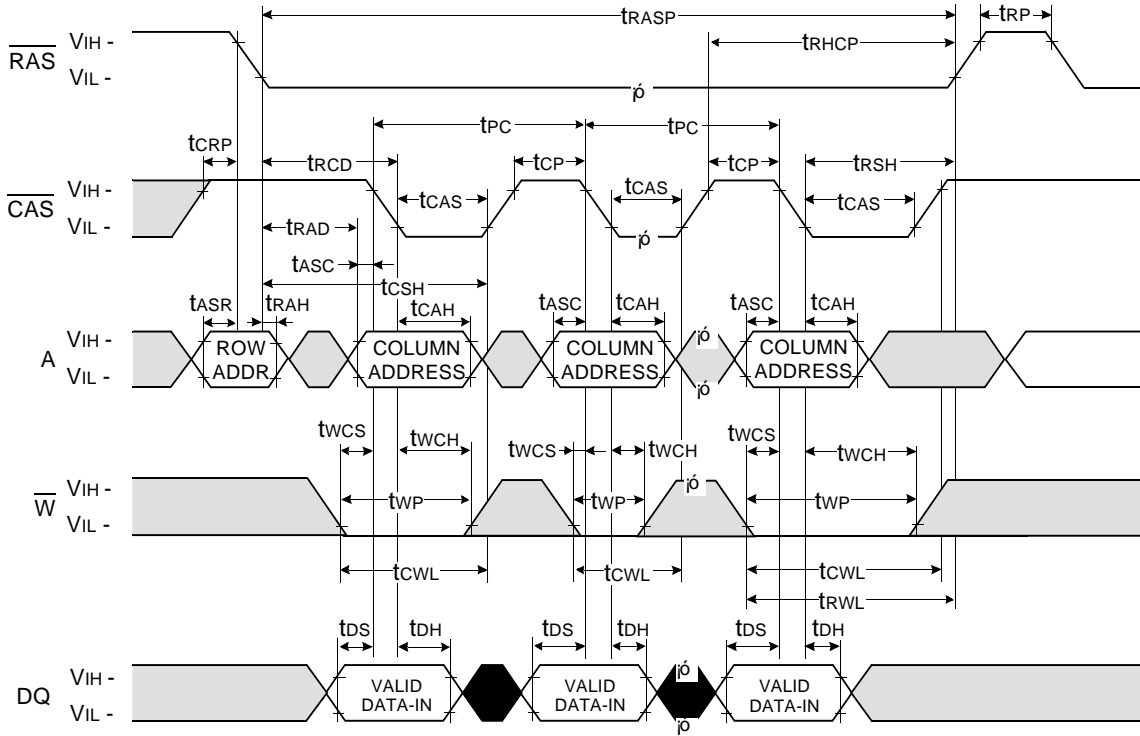 tRASP tRP
VIH -
RAS
VIL -
tRHCP
¡ó
tPC tPC
tCRP tRCD tCP tCP tRSH
VIH -
CAS
VIL -
tCAS tCAS tCAS
tRAD ¡ó
tASC tCSH
tASR tRAH tCAH tASC tCAH tASC tCAH
VIH -
A
VIL -
ROW
ADDR
COLUMN
ADDRESS
COLUMN
ADDRESS
¡ó
¡ó
COLUMN
ADDRESS
tWCS tWCH tWCS tWCH tWCS tWCH
VIH -
W
VIL -
tWP tWP ¡ó tWP
tCWL tCWL tCWL
tRWL
tDS tDH tDS tDH tDS tDH
VIH -
DQ
VIL -
VALID
DATA-IN
VALID
DATA-IN
¡ó
¡ó
VALID
DATA-IN